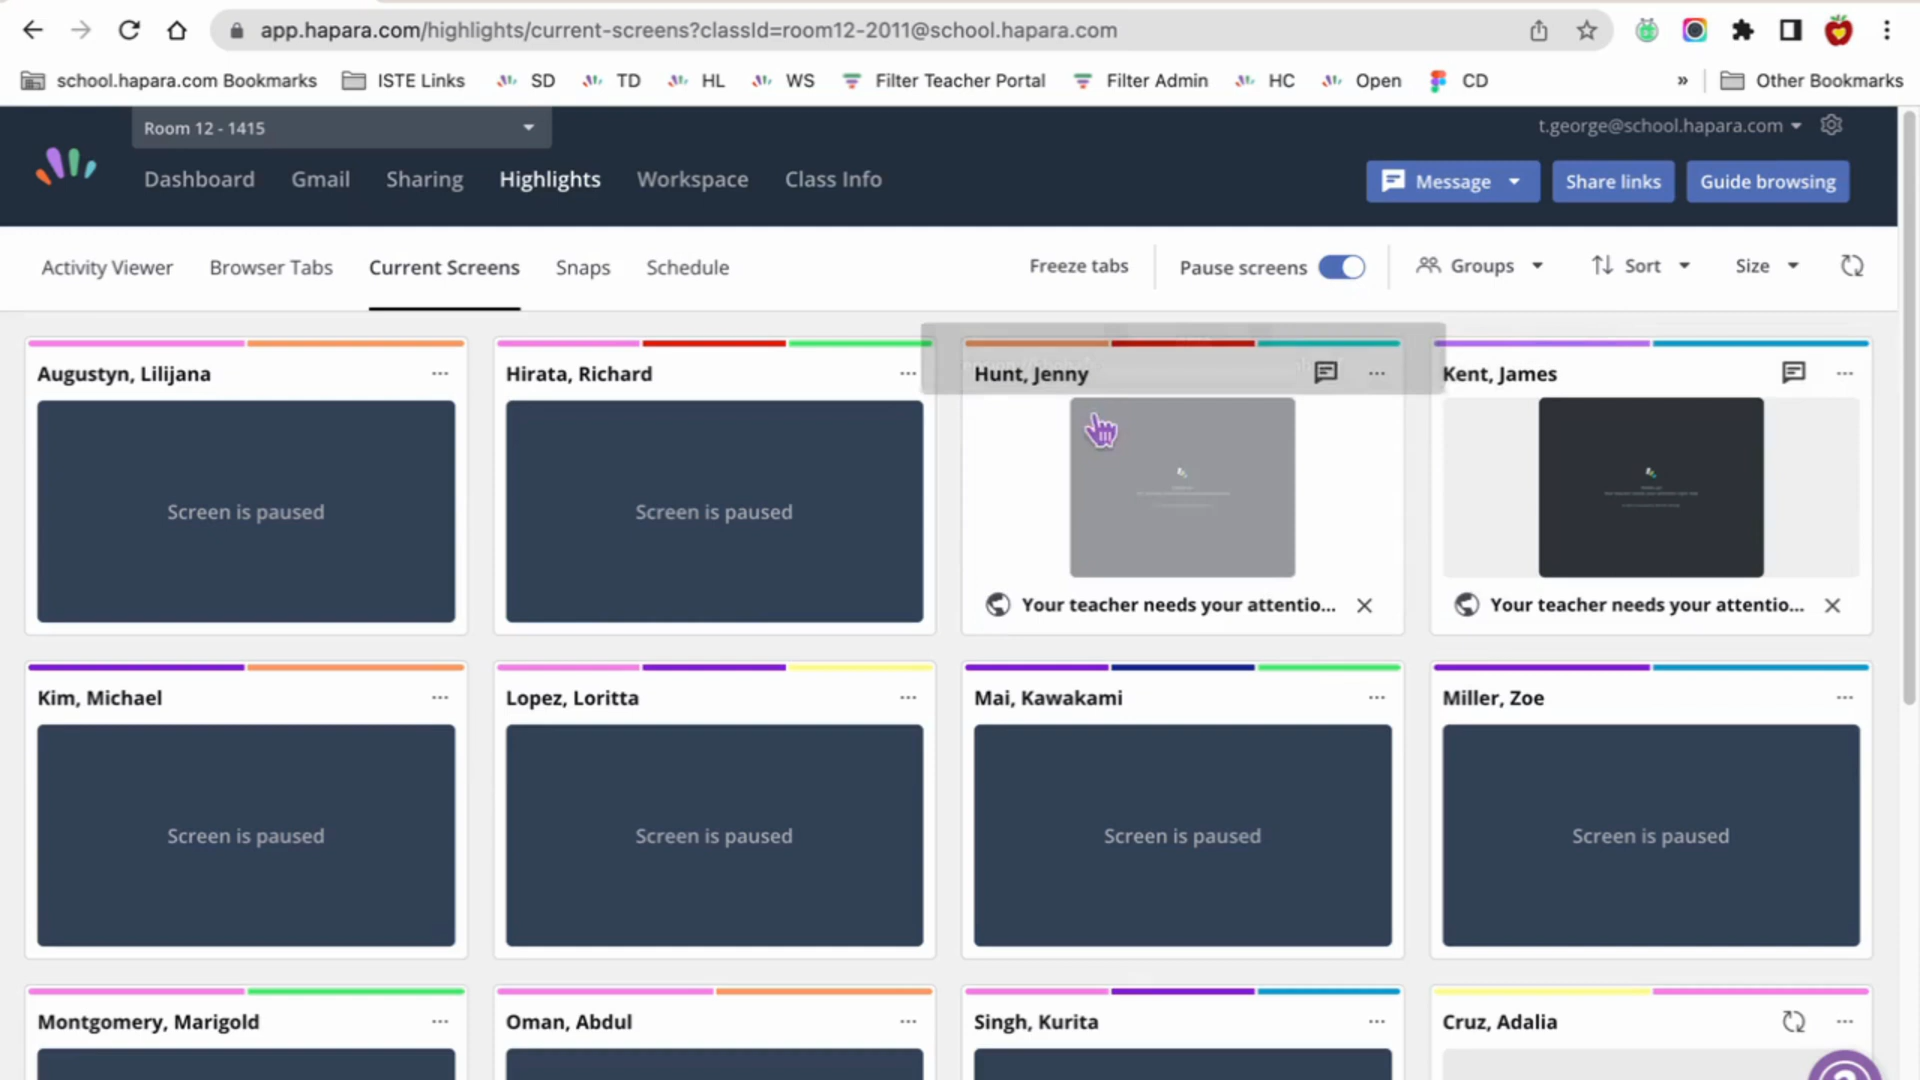 app.hapara.com/highlights/current-screens?classId=room12-2011@school.hapara.com
school.hapara.com Bookmarks ISTE Links SD TD HL WS Filter Teacher Portal Filter Admin HC Open CD » Other Bookmarks
Room 12 - 1415
t.george@school.hapara.com
Dashboard Gmail Sharing Highlights Workspace Class Info
Message Share links Guide browsing
Activity Viewer Browser Tabs Current Screens Snaps Schedule Freeze tabs Pause screens Groups Sort Size
Augustyn, Lilijana
Screen is paused
Hirata, Richard
Screen is paused
Hunt, Jenny
Your teacher needs your attentio...
Kent, James
Your teacher needs your attentio...
Kim, Michael
Screen is paused
Lopez, Loritta
Screen is paused
Mai, Kawakami
Screen is paused
Miller, Zoe
Screen is paused
Montgomery, Marigold
Oman, Abdul
Singh, Kurita
Cruz, Adalia